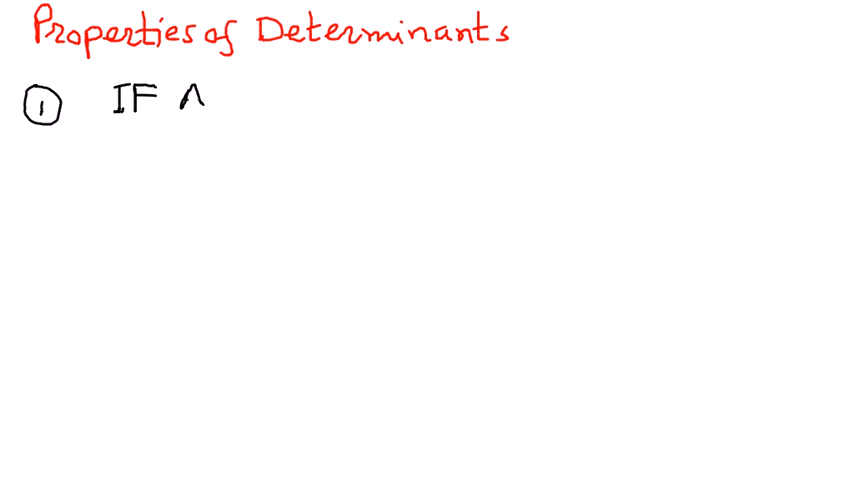 Properties of Determinants
① IF